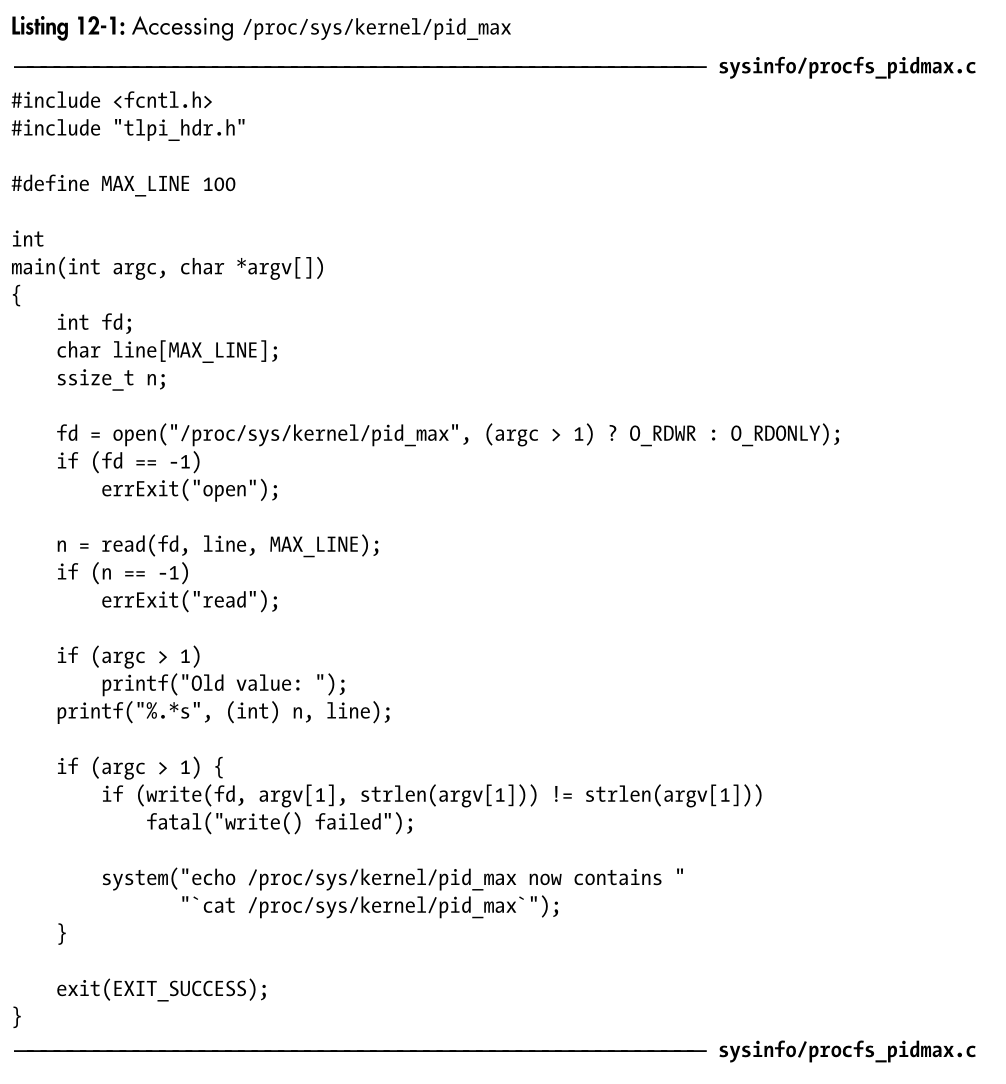 Listing 12-1: Accessing /proc/sys/kernel/pid_max
sysinfo/procfs_pidmax.c
#include <fcntl.h>
#include "tlpi_hdr.h"

#define MAX_LINE 100

int
main(int argc, char *argv[])
{
    int fd;
    char line[MAX_LINE];
    ssize_t n;

    fd = open("/proc/sys/kernel/pid_max", (argc > 1) ? O_RDWR : O_RDONLY);
    if (fd == -1)
        errExit("open");

    n = read(fd, line, MAX_LINE);
    if (n == -1)
        errExit("read");

    if (argc > 1)
        printf("Old value: ");
    printf("%.*s", (int) n, line);

    if (argc > 1) {
        if (write(fd, argv[1], strlen(argv[1])) != strlen(argv[1]))
            fatal("write() failed");

        system("echo /proc/sys/kernel/pid_max now contains "
               "`cat /proc/sys/kernel/pid_max`");
    }

    exit(EXIT_SUCCESS);
}
sysinfo/procfs_pidmax.c